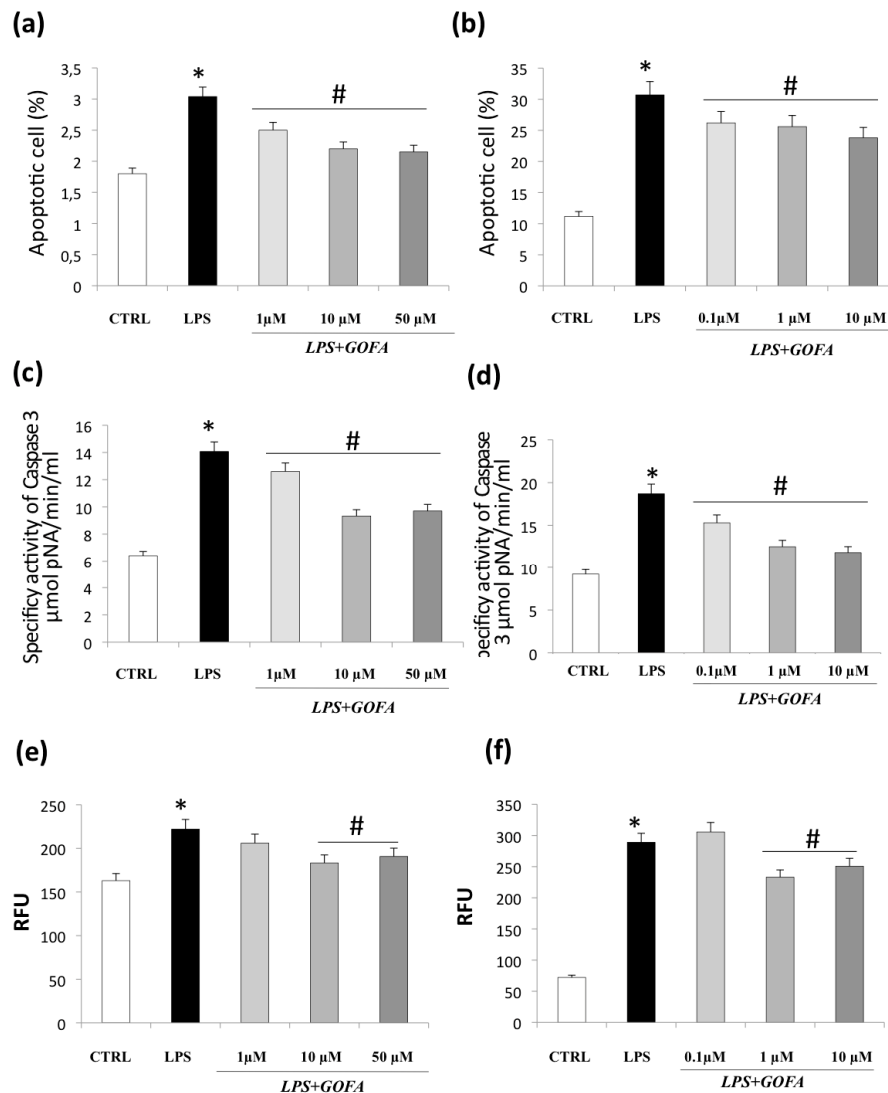 (a)
Apoptotic cell (%)
3,5
3
2,5
2
1,5
1
0,5
0
*
#
CTRL LPS 1µM 10 µM 50 µM
LPS+GOFA
(b)
Apoptotic cell (%)
35
30
25
20
15
10
5
0
*
#
CTRL LPS 0.1µM 1 µM 10 µM
LPS+GOFA
(c)
Specificy activity of Caspase 3
µmol pNA/min/ml
16
14
12
10
8
6
4
2
0
*
#
CTRL LPS 1µM 10 µM 50 µM
LPS+GOFA
(d)
pecificy activity of Caspase
3 µmol pNA/min/ml
25
20
15
10
5
0
*
#
CTRL LPS 0.1µM 1 µM 10 µM
LPS+GOFA
(e)
RFU
250
200
150
100
50
0
*
#
CTRL LPS 1µM 10 µM 50 µM
LPS+GOFA
(f)
RFU
350
300
250
200
150
100
50
0
*
#
CTRL LPS 0.1µM 1 µM 10 µM
LPS+GOFA